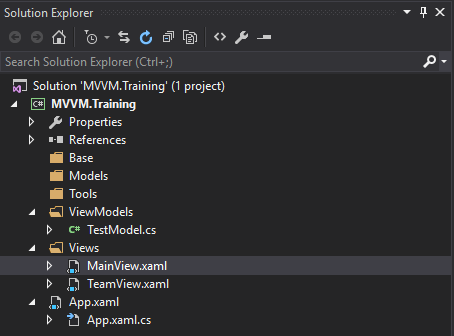 Solution Explorer
Search Solution Explorer (Ctrl+;)
Solution 'MVVM.Training' (1 project)
C# MVVM.Training
Properties
References
Base
Models
Tools
ViewModels
C# TestModel.cs
Views
MainView.xaml
TeamView.xaml
App.xaml
App.xaml.cs